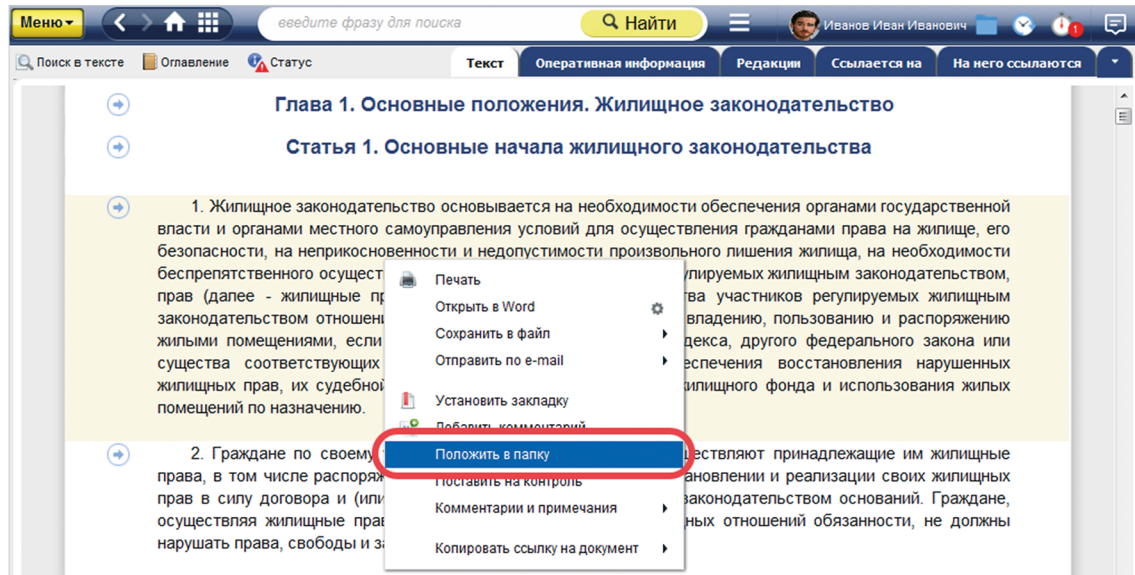 Меню
введите фразу для поиска
Найти
Иванов Иван Иванович
1
Поиск в тексте Оглавление Статус Текст Оперативная информация Редакции Ссылается на На него ссылаются
Глава 1. Основные положения. Жилищное законодательство
Статья 1. Основные начала жилищного законодательства
1. Жилищное законодательство основывается на необходимости обеспечения органами государственной
власти и органами местного самоуправления условий для осуществления гражданами права на жилище, его
безопасности, на неприкосновенности и недопустимости произвольного лишения жилища, на необходимости
беспрепятственного осущест улируемых жилищным законодательством,
прав (далее - жилищные пр ва участников регулируемых жилищным
законодательством отношени владению, пользованию и распоряжению
жилыми помещениями, если декса, другого федерального закона или
существа соответствующих еспечения восстановления нарушенных
жилищных прав, их судебной илищного фонда и использования жилых
помещений по назначению.
Печать
Открыть в Word
Сохранить в файл
Отправить по e-mail
Установить закладку
Добавить комментарий
Положить в папку
Поставить на контроль
Комментарии и примечания
Копировать ссылку на документ
2. Граждане по своему ществляют принадлежащие им жилищные
права, в том числе распоряж ановлении и реализации своих жилищных
прав в силу договора и (или законодательством оснований. Граждане,
осуществляя жилищные прав ных отношений обязанности, не должны
нарушать права, свободы и за